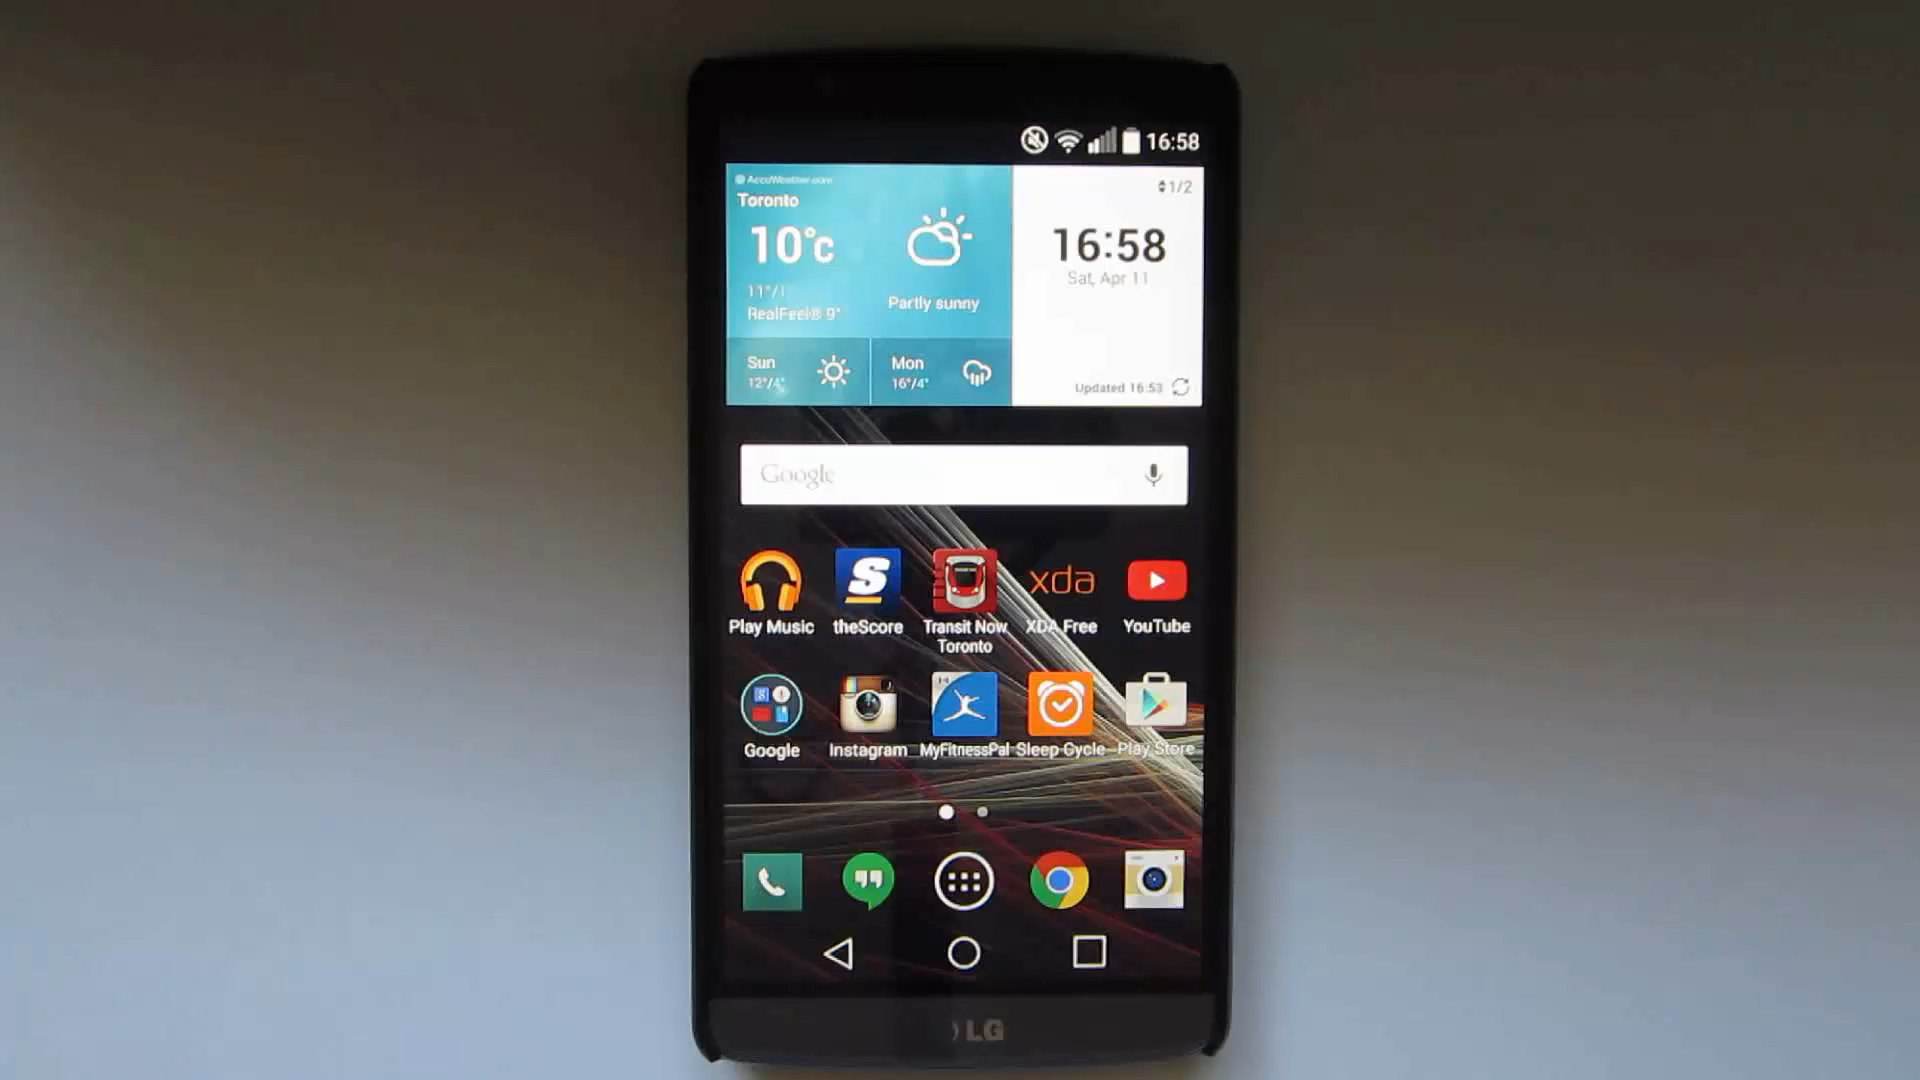 16:58
AccuWeather.com
Toronto
10°c
11°/1
RealFeel® 9°
Partly sunny
Sun
12°/4°
Mon
16°/4°
1/2
16:58
Sat, Apr 11
Updated 16:53
Google
xda
Play Music
theScore
Transit Now
Toronto
XDA Free
YouTube
Google
Instagram
MyFitnessPal
Sleep Cycle
Play Store
LG